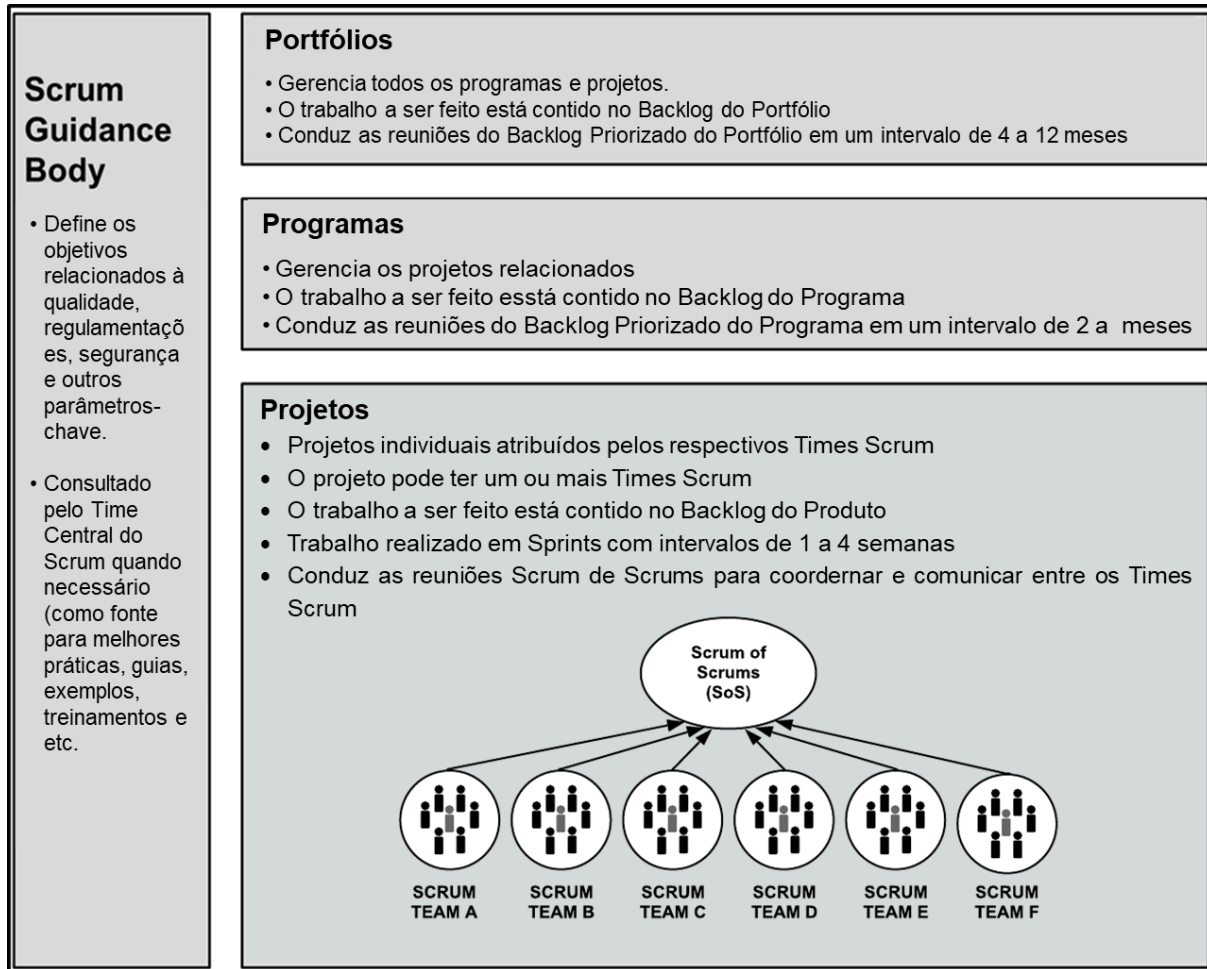 Scrum
Guidance
Body
• Define os
objetivos
relacionados à
qualidade,
regulamentaçõ
es, segurança
e outros
parâmetros-
chave.
• Consultado
pelo Time
Central do
Scrum quando
necessário
(como fonte
para melhores
práticas, guias,
exemplos,
treinamentos e
etc.
Portfólios
• Gerencia todos os programas e projetos.
• O trabalho a ser feito está contido no Backlog do Portfólio
• Conduz as reuniões do Backlog Priorizado do Portfólio em um intervalo de 4 a 12 meses
Programas
• Gerencia os projetos relacionados
• O trabalho a ser feito esstá contido no Backlog do Programa
• Conduz as reuniões do Backlog Priorizado do Programa em um intervalo de 2 a meses
Projetos
• Projetos individuais atribuídos pelos respectivos Times Scrum
• O projeto pode ter um ou mais Times Scrum
• O trabalho a ser feito está contido no Backlog do Produto
• Trabalho realizado em Sprints com intervalos de 1 a 4 semanas
• Conduz as reuniões Scrum de Scrums para coordernar e comunicar entre os Times
Scrum
Scrum of
Scrums
(SoS)
SCRUM TEAM A
SCRUM TEAM B
SCRUM TEAM C
SCRUM TEAM D
SCRUM TEAM E
SCRUM TEAM F